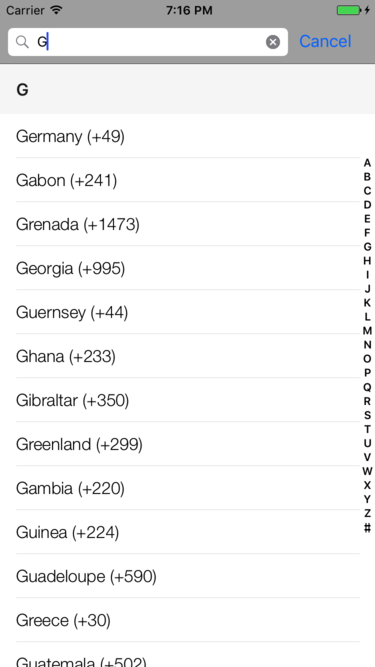 Carrier 7:16 PM
G Cancel
G
Germany (+49)
Gabon (+241)
Grenada (+1473)
Georgia (+995)
Guernsey (+44)
Ghana (+233)
Gibraltar (+350)
Greenland (+299)
Gambia (+220)
Guinea (+224)
Guadeloupe (+590)
Greece (+30)
Guatemala (+502)
A
B
C
D
E
F
G
H
I
J
K
L
M
N
O
P
Q
R
S
T
U
V
W
X
Y
Z
#